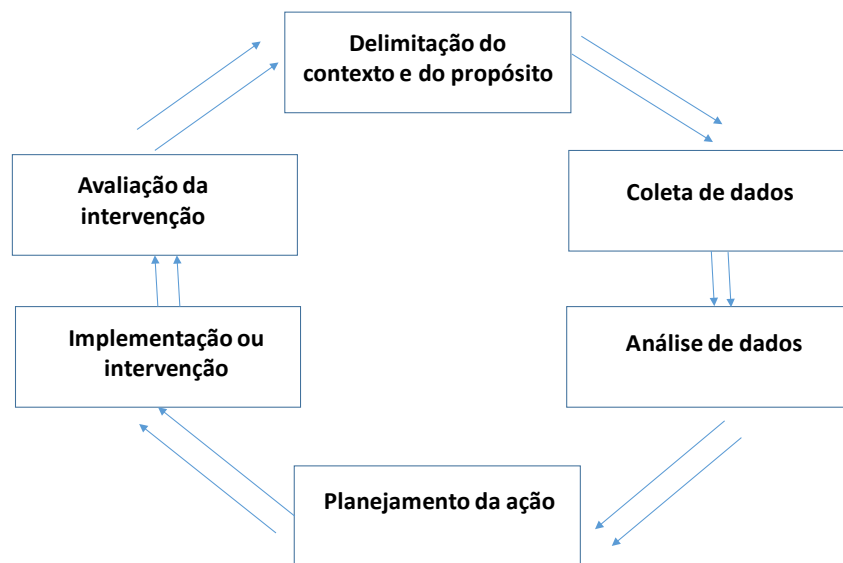 Delimitação do
contexto e do propósito
Coleta de dados
Análise de dados
Planejamento da ação
Implementação ou
intervenção
Avaliação da
intervenção